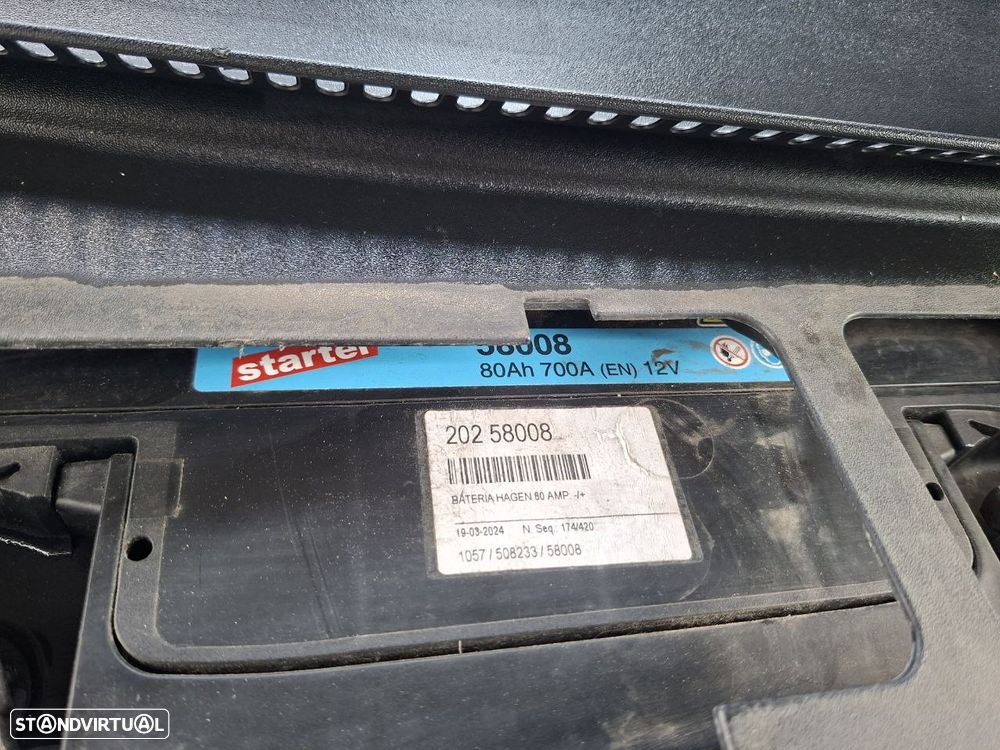 starter
58008
80Ah 700A (EN) 12V
202 58008
BATERIA HAGEN 80 AMP. -/+
19-03-2024 N. Seq.: 174/420
1057 / 508233 / 58008
STANDVIRTUAL